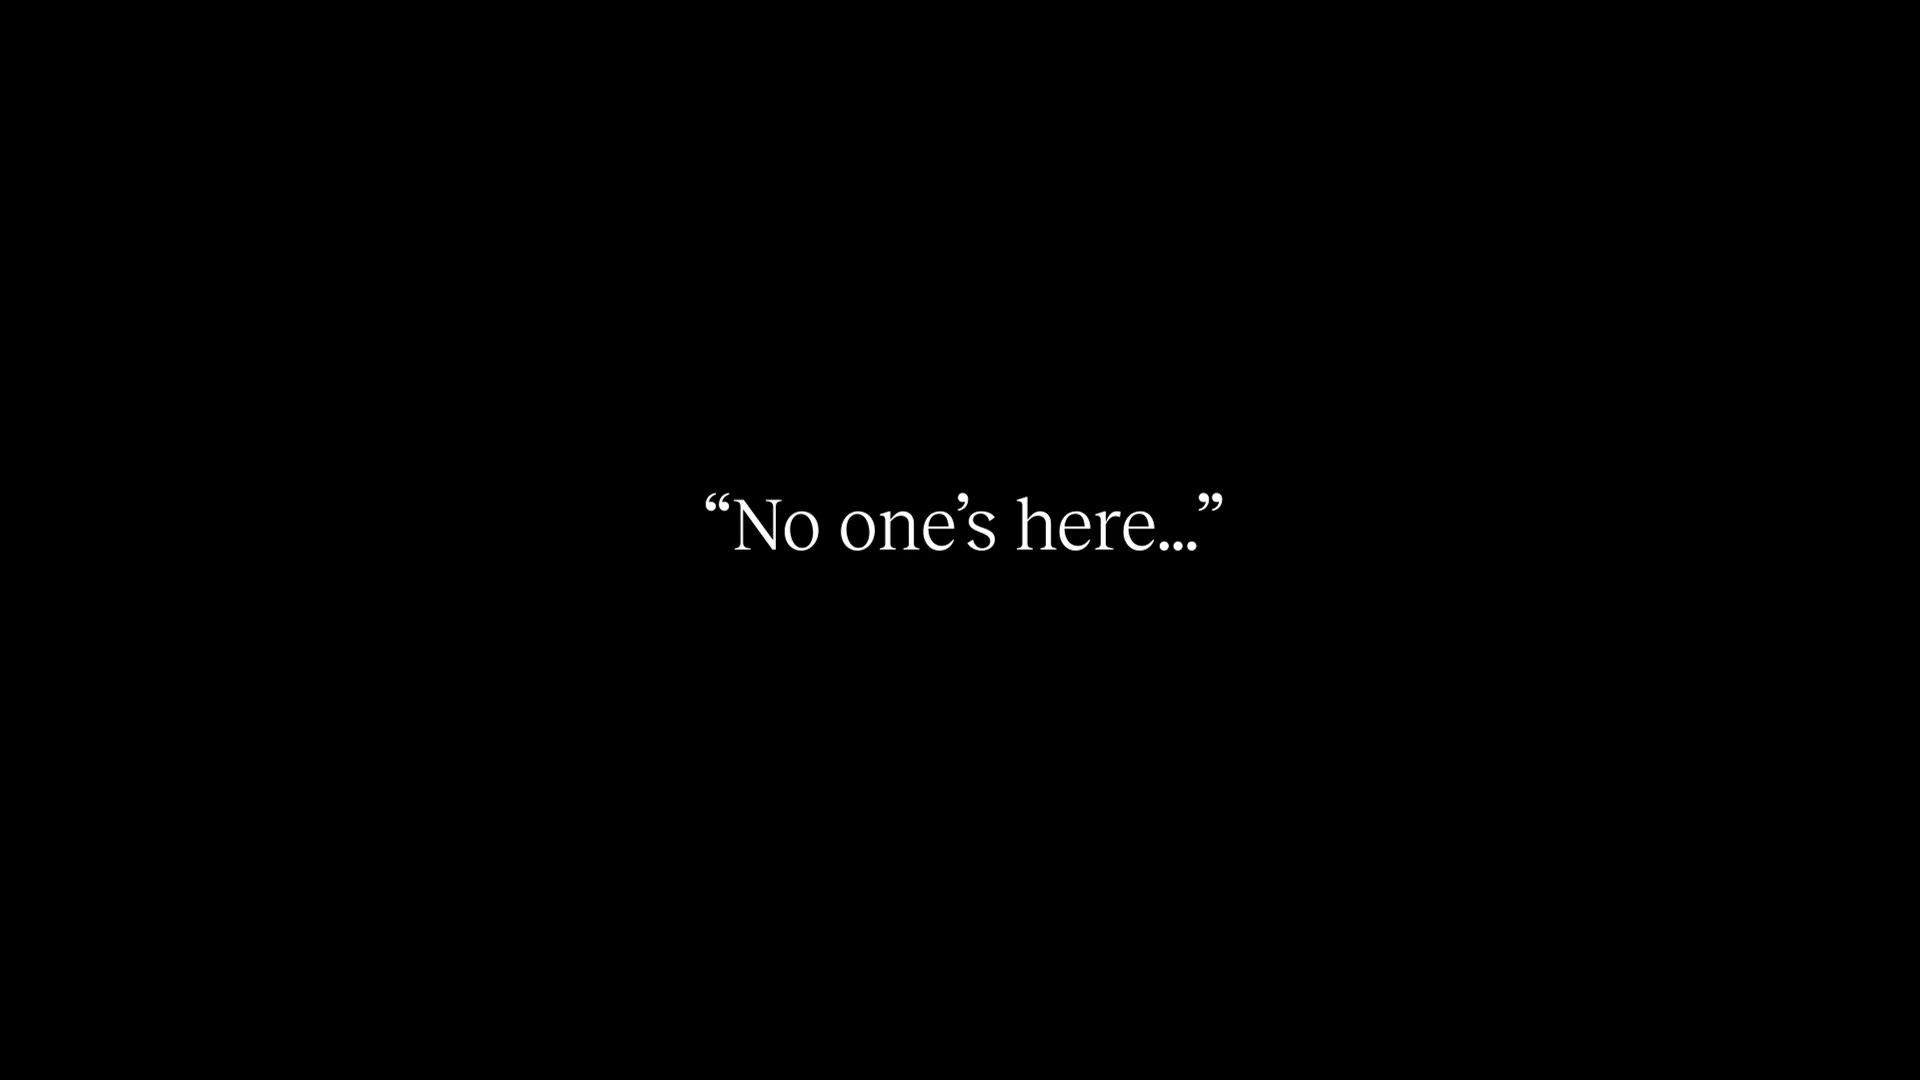 “No one’s here...”